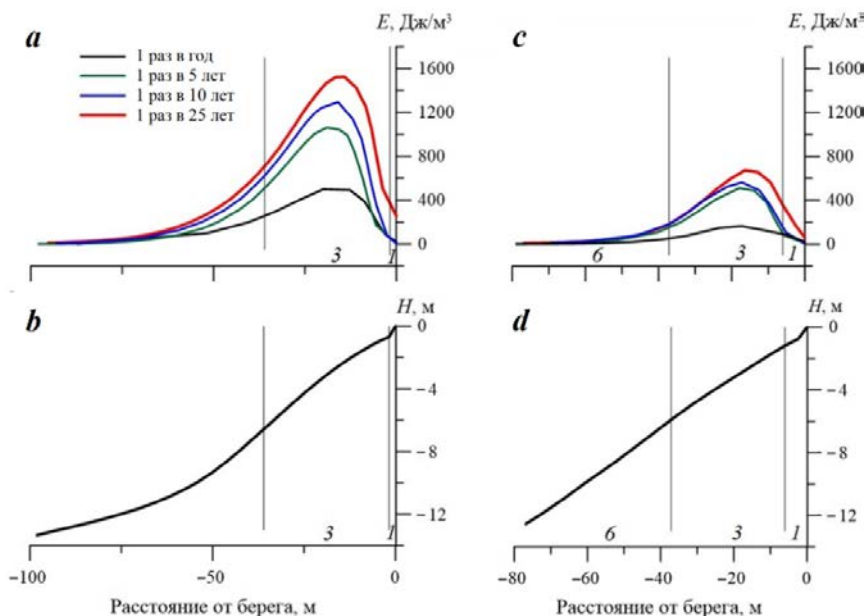 a
E, Дж/м³
1 раз в год
1 раз в 5 лет
1 раз в 10 лет
1 раз в 25 лет
1600
1200
800
400
0
3
1
c
E, Дж/м³
1600
1200
800
400
0
6
3
1
b
H, м
0
−4
−8
−12
3
1
−100
−50
0
Расстояние от берега, м
d
H, м
0
−4
−8
−12
6
3
1
−80
−60
−40
−20
0
Расстояние от берега, м